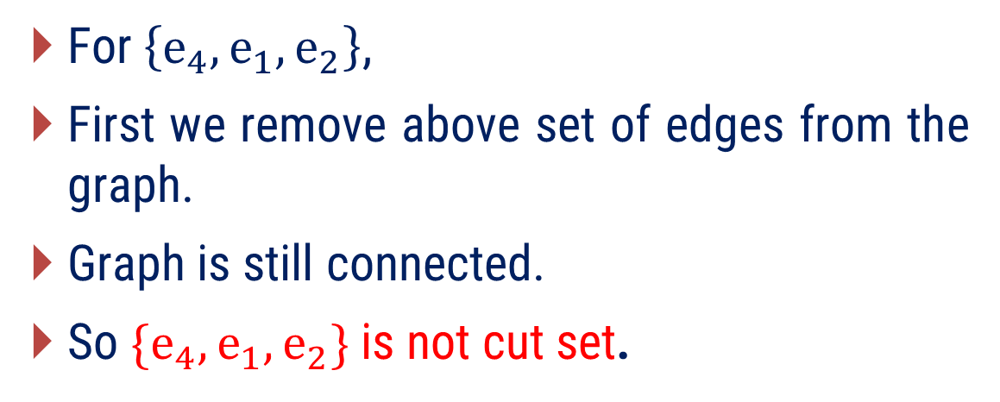 For {e₄, e₁, e₂},
First we remove above set of edges from the
graph.
Graph is still connected.
So {e₄, e₁, e₂} is not cut set.